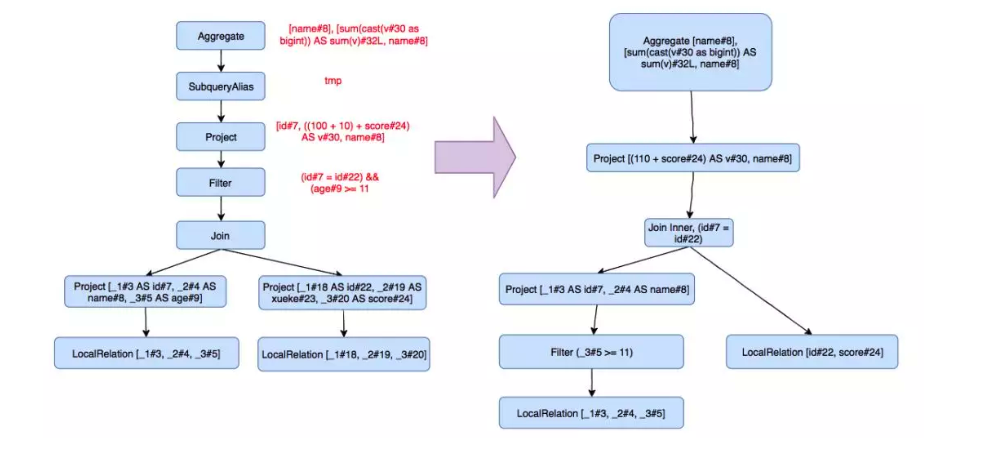 Aggregate
[name#8], [sum(cast(v#30 as
bigint)) AS sum(v)#32L, name#8]
SubqueryAlias
tmp
Project
[id#7, ((100 + 10) + score#24)
AS v#30, name#8]
Filter
(id#7 = id#22) &&
(age#9 >= 11
Join
Project [_1#3 AS id#7, _2#4 AS
name#8, _3#5 AS age#9]
Project [_1#18 AS id#22, _2#19 AS
xueke#23, _3#20 AS score#24]
LocalRelation [_1#3, _2#4, _3#5]
LocalRelation [_1#18, _2#19, _3#20]
Aggregate [name#8],
[sum(cast(v#30 as bigint)) AS
sum(v)#32L, name#8]
Project [(110 + score#24) AS v#30, name#8]
Join Inner, (id#7 =
id#22)
Project [_1#3 AS id#7, _2#4 AS name#8]
Filter (_3#5 >= 11)
LocalRelation [id#22, score#24]
LocalRelation [_1#3, _2#4, _3#5]